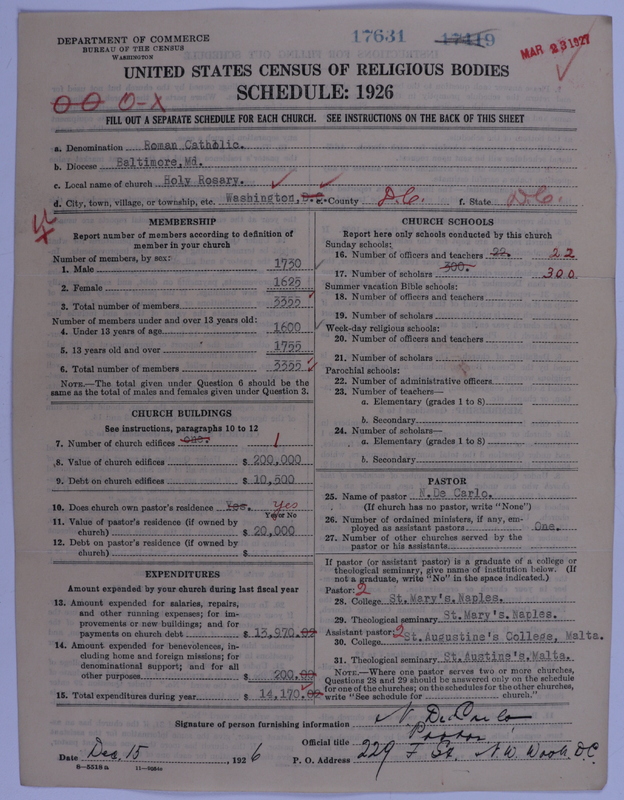 DEPARTMENT OF COMMERCE
BUREAU OF THE CENSUS
WASHINGTON
17631 17419
MAR 23 1927
UNITED STATES CENSUS OF RELIGIOUS BODIES
SCHEDULE: 1926
O O O-X
FILL OUT A SEPARATE SCHEDULE FOR EACH CHURCH. SEE INSTRUCTIONS ON THE BACK OF THIS SHEET
a. Denomination Roman Catholic.
b. Diocese Baltimore, Md.
c. Local name of church Holy Rosary.
d. City, town, village, or township, etc. Washington, e. County D.C. f. State D.C.
MEMBERSHIP
Report number of members according to definition of
member in your church
Number of members, by sex:
1. Male 1730
2. Female 1625
3. Total number of members 3355
Number of members under and over 13 years old:
4. Under 13 years of age 1600
5. 13 years old and over 1755
6. Total number of members 3355
NOTE.—The total given under Question 6 should be the
same as the total of males and females given under Question 3.
CHURCH BUILDINGS
See instructions, paragraphs 10 to 12
7. Number of church edifices one. 1
8. Value of church edifices $ 200,000
9. Debt on church edifices $ 10,500
10. Does church own pastor's residence Yes. yes
Yes or No
11. Value of pastor's residence (if owned by
church) $ 20,000
12. Debt on pastor's residence (if owned by
church) $
EXPENDITURES
Amount expended by your church during last fiscal year
13. Amount expended for salaries, repairs,
and other running expenses; for im-
provements or new buildings; and for
payments on church debt $ 13,970.
14. Amount expended for benevolences, in-
cluding home and foreign missions; for
denominational support; and for all
other purposes $ 200.
15. Total expenditures during year $ 14,170.
CHURCH SCHOOLS
Report here only schools conducted by this church
Sunday schools:
16. Number of officers and teachers 22. 22
17. Number of scholars 300. 300
Summer vacation Bible schools:
18. Number of officers and teachers
19. Number of scholars
Week-day religious schools:
20. Number of officers and teachers
21. Number of scholars
Parochial schools:
22. Number of administrative officers
23. Number of teachers—
a. Elementary (grades 1 to 8)
b. Secondary
24. Number of scholars—
a. Elementary (grades 1 to 8)
b. Secondary
PASTOR
25. Name of pastor N. De Carlo.
(If church has no pastor, write "None")
26. Number of ordained ministers, if any, em-
ployed as assistant pastors One.
27. Number of other churches served by the
pastor or his assistants
If pastor (or assistant pastor) is a graduate of a college or
theological seminary, give name of institution below. (If
not a graduate, write "No" in the space indicated.)
Pastor: 2
28. College St. Mary's, Naples.
29. Theological seminary St. Mary's. Naples.
Assistant pastor: 2
30. College St. Augustine's College, Malta.
31. Theological seminary St. Austine's. Malta.
NOTE.—Where one pastor serves two or more churches,
Questions 28 and 29 should be answered only on the schedule
for one of the churches; on the schedules for the other churches,
write "See schedule for church."
Signature of person furnishing information N. De Carlo
Official title Pastor
Date Dec. 15, 1926 P. O. Address 229 F St. N.W. Wash. D.C.
8—5518a